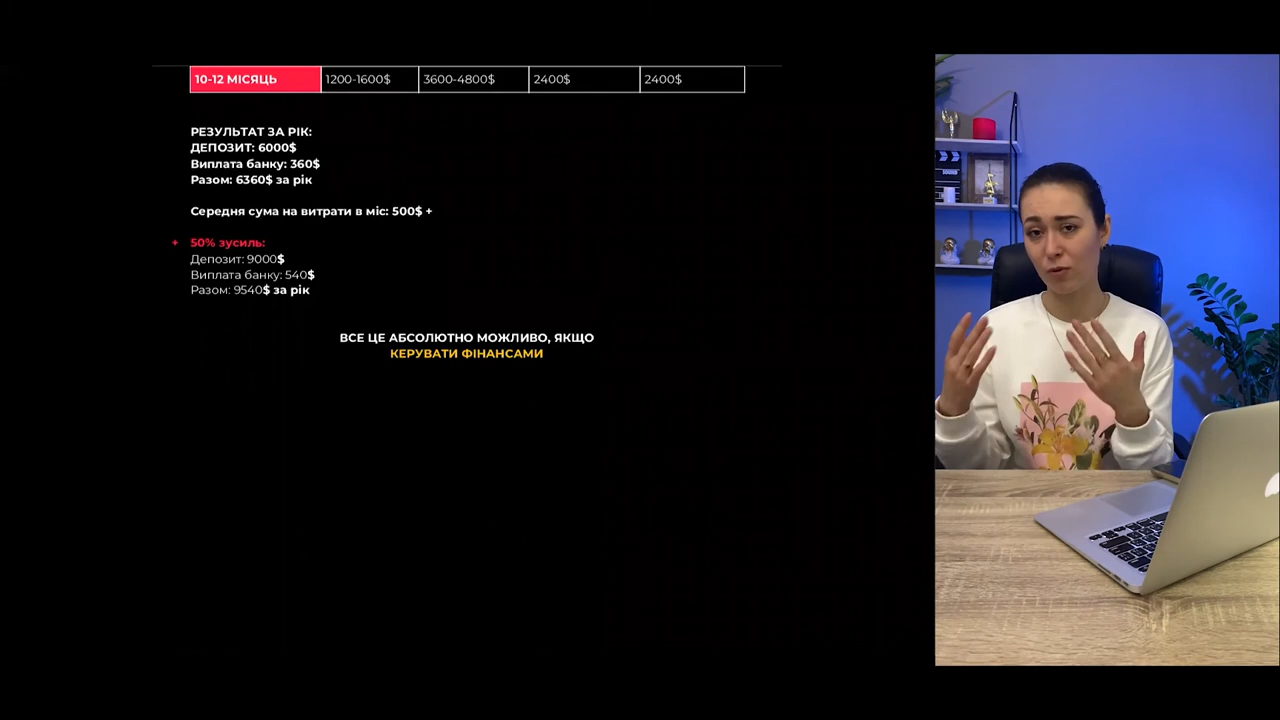 10-12 МІСЯЦЬ 1200-1600$ 3600-4800$ 2400$ 2400$
РЕЗУЛЬТАТ ЗА РІК:
ДЕПОЗИТ: 6000$
Виплата банку: 360$
Разом: 6360$ за рік
Середня сума на витрати в міс: 500$ +
+ 50% зусиль:
Депозит: 9000$
Виплата банку: 540$
Разом: 9540$ за рік
ВСЕ ЦЕ АБСОЛЮТНО МОЖЛИВО, ЯКЩО
КЕРУВАТИ ФІНАНСАМИ